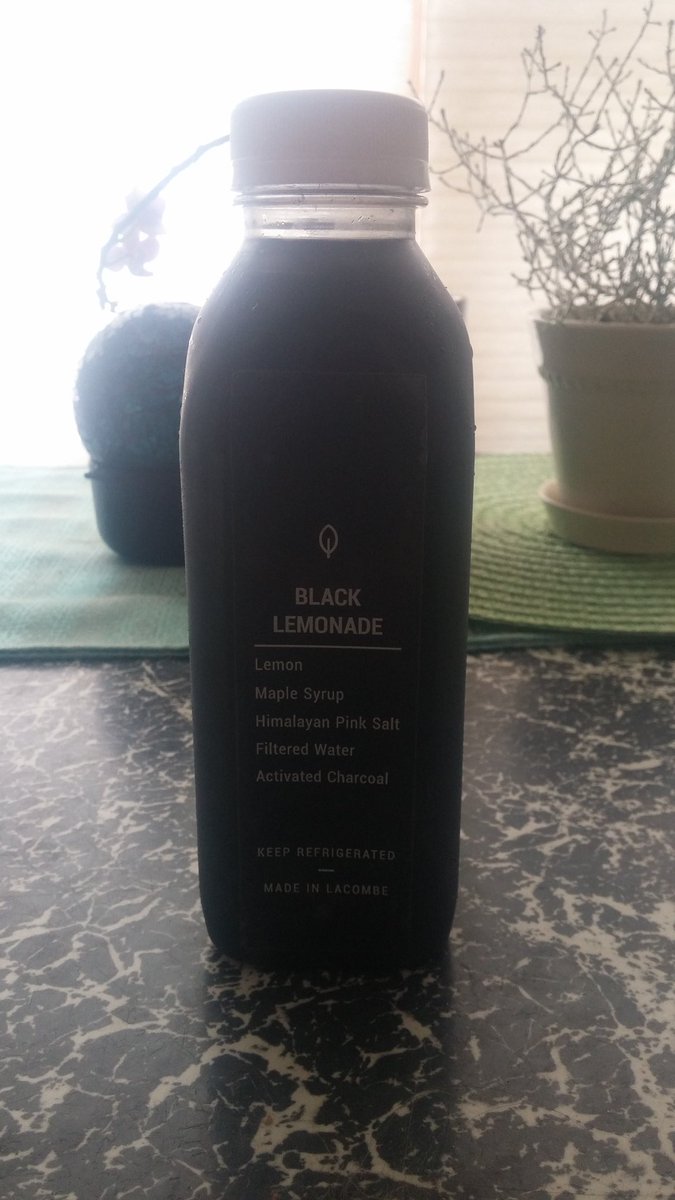 BLACK
LEMONADE
Lemon
Maple Syrup
Himalayan Pink Salt
Filtered Water
Activated Charcoal
KEEP REFRIGERATED
MADE IN LACOMBE